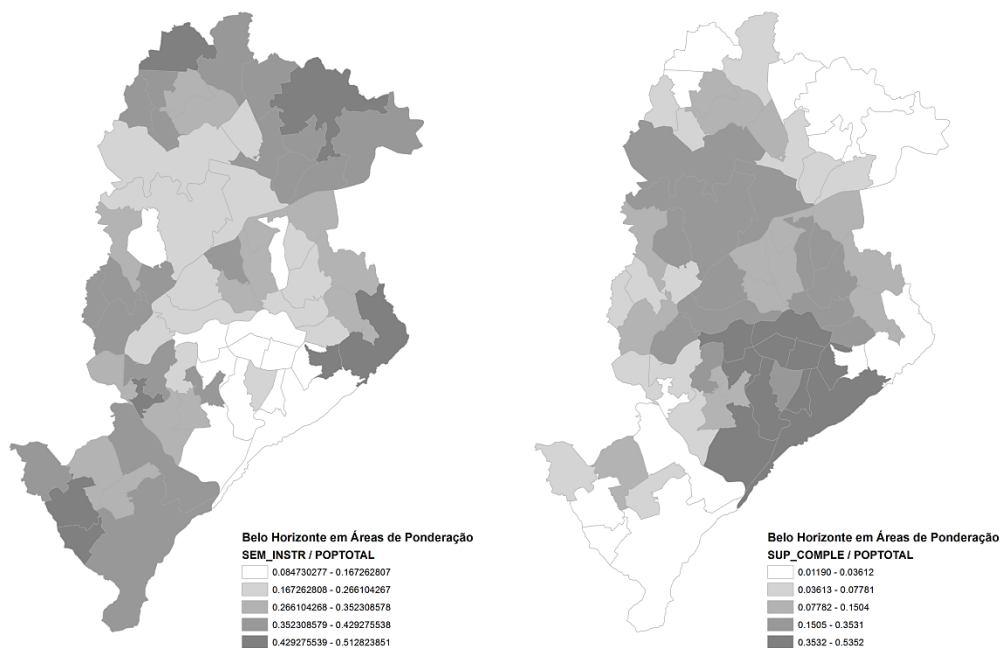 Belo Horizonte em Áreas de Ponderação
SEM_INSTR / POPTOTAL
0.084730277 - 0.167262807
0.167262808 - 0.266104267
0.266104268 - 0.352308578
0.352308579 - 0.429275538
0.429275539 - 0.512823851
Belo Horizonte em Áreas de Ponderação
SUP_COMPLE / POPTOTAL
0.01190 - 0.03612
0.03613 - 0.07781
0.07782 - 0.1504
0.1505 - 0.3531
0.3532 - 0.5352